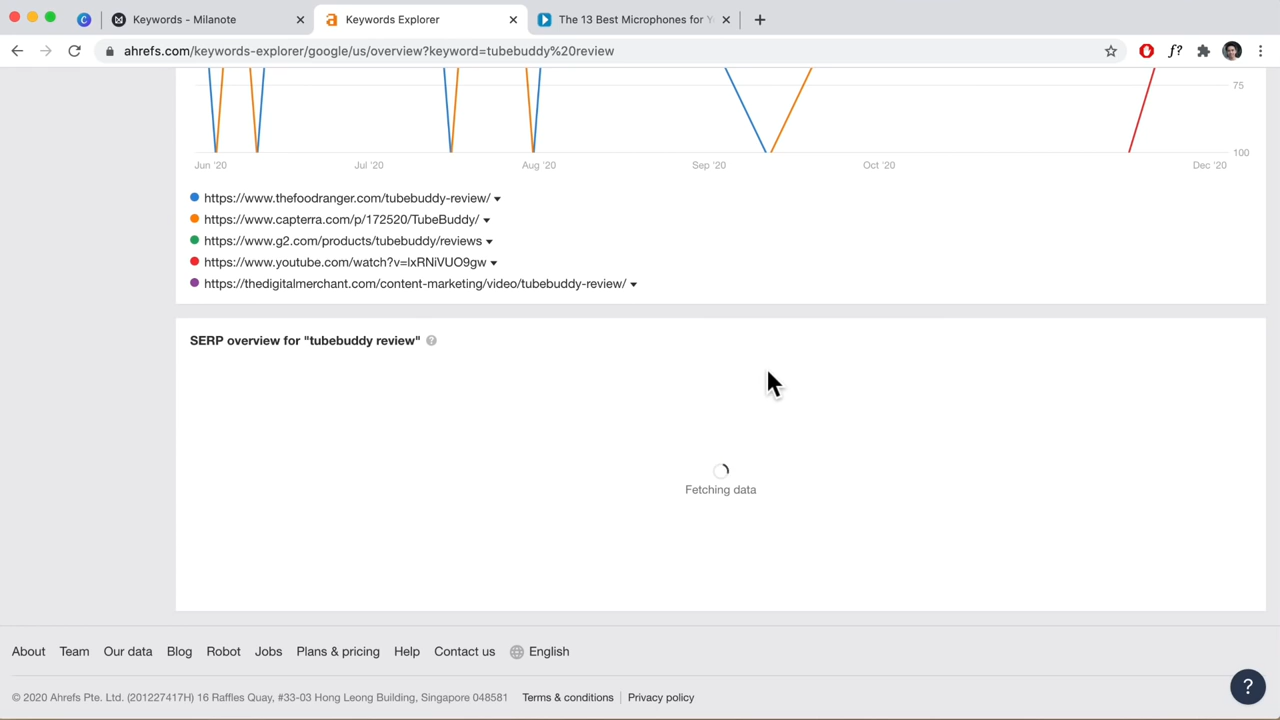 Keywords - Milanote
Keywords Explorer
The 13 Best Microphones for Y
ahrefs.com/keywords-explorer/google/us/overview?keyword=tubebuddy%20review
f?
75
100
Jun '20 Jul '20 Aug '20 Sep '20 Oct '20 Dec '20
https://www.thefoodranger.com/tubebuddy-review/
https://www.capterra.com/p/172520/TubeBuddy/
https://www.g2.com/products/tubebuddy/reviews
https://www.youtube.com/watch?v=lxRNiVUO9gw
https://thedigitalmerchant.com/content-marketing/video/tubebuddy-review/
SERP overview for "tubebuddy review" ?
Fetching data
About Team Our data Blog Robot Jobs Plans & pricing Help Contact us English
© 2020 Ahrefs Pte. Ltd. (201227417H) 16 Raffles Quay, #33-03 Hong Leong Building, Singapore 048581 Terms & conditions Privacy policy
?